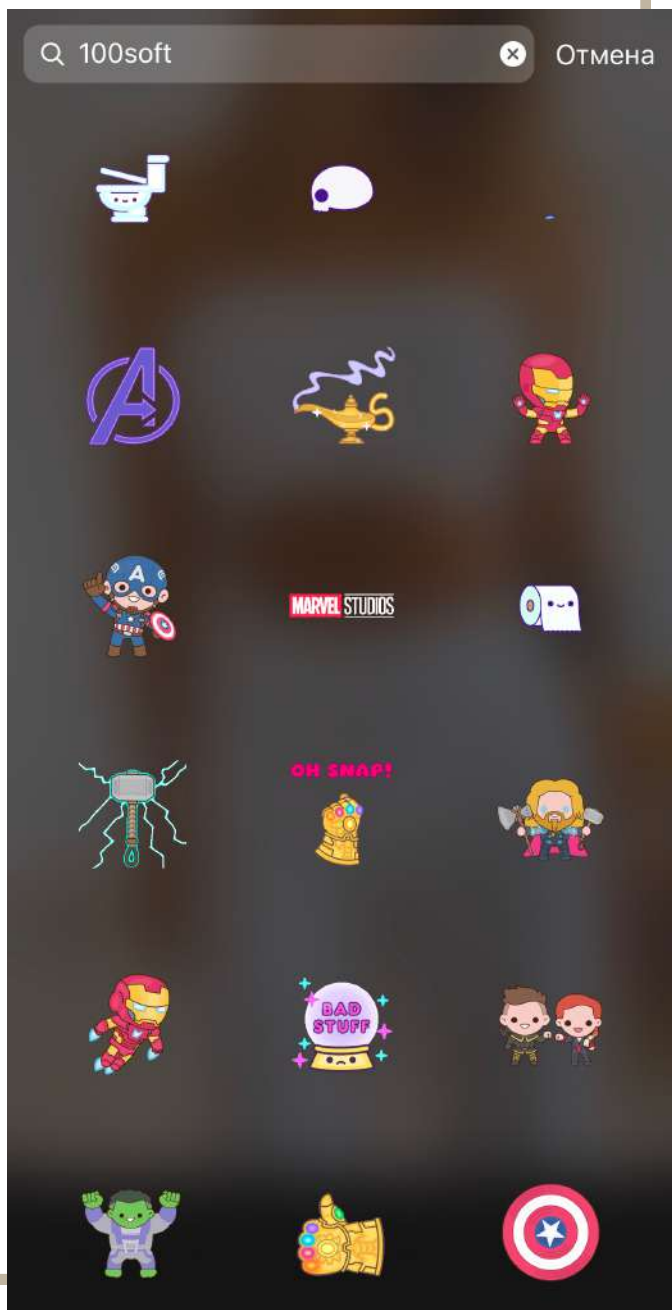 100soft
Отмена
A
MARVEL STUDIOS
OH SNAP!
BAD
STUFF